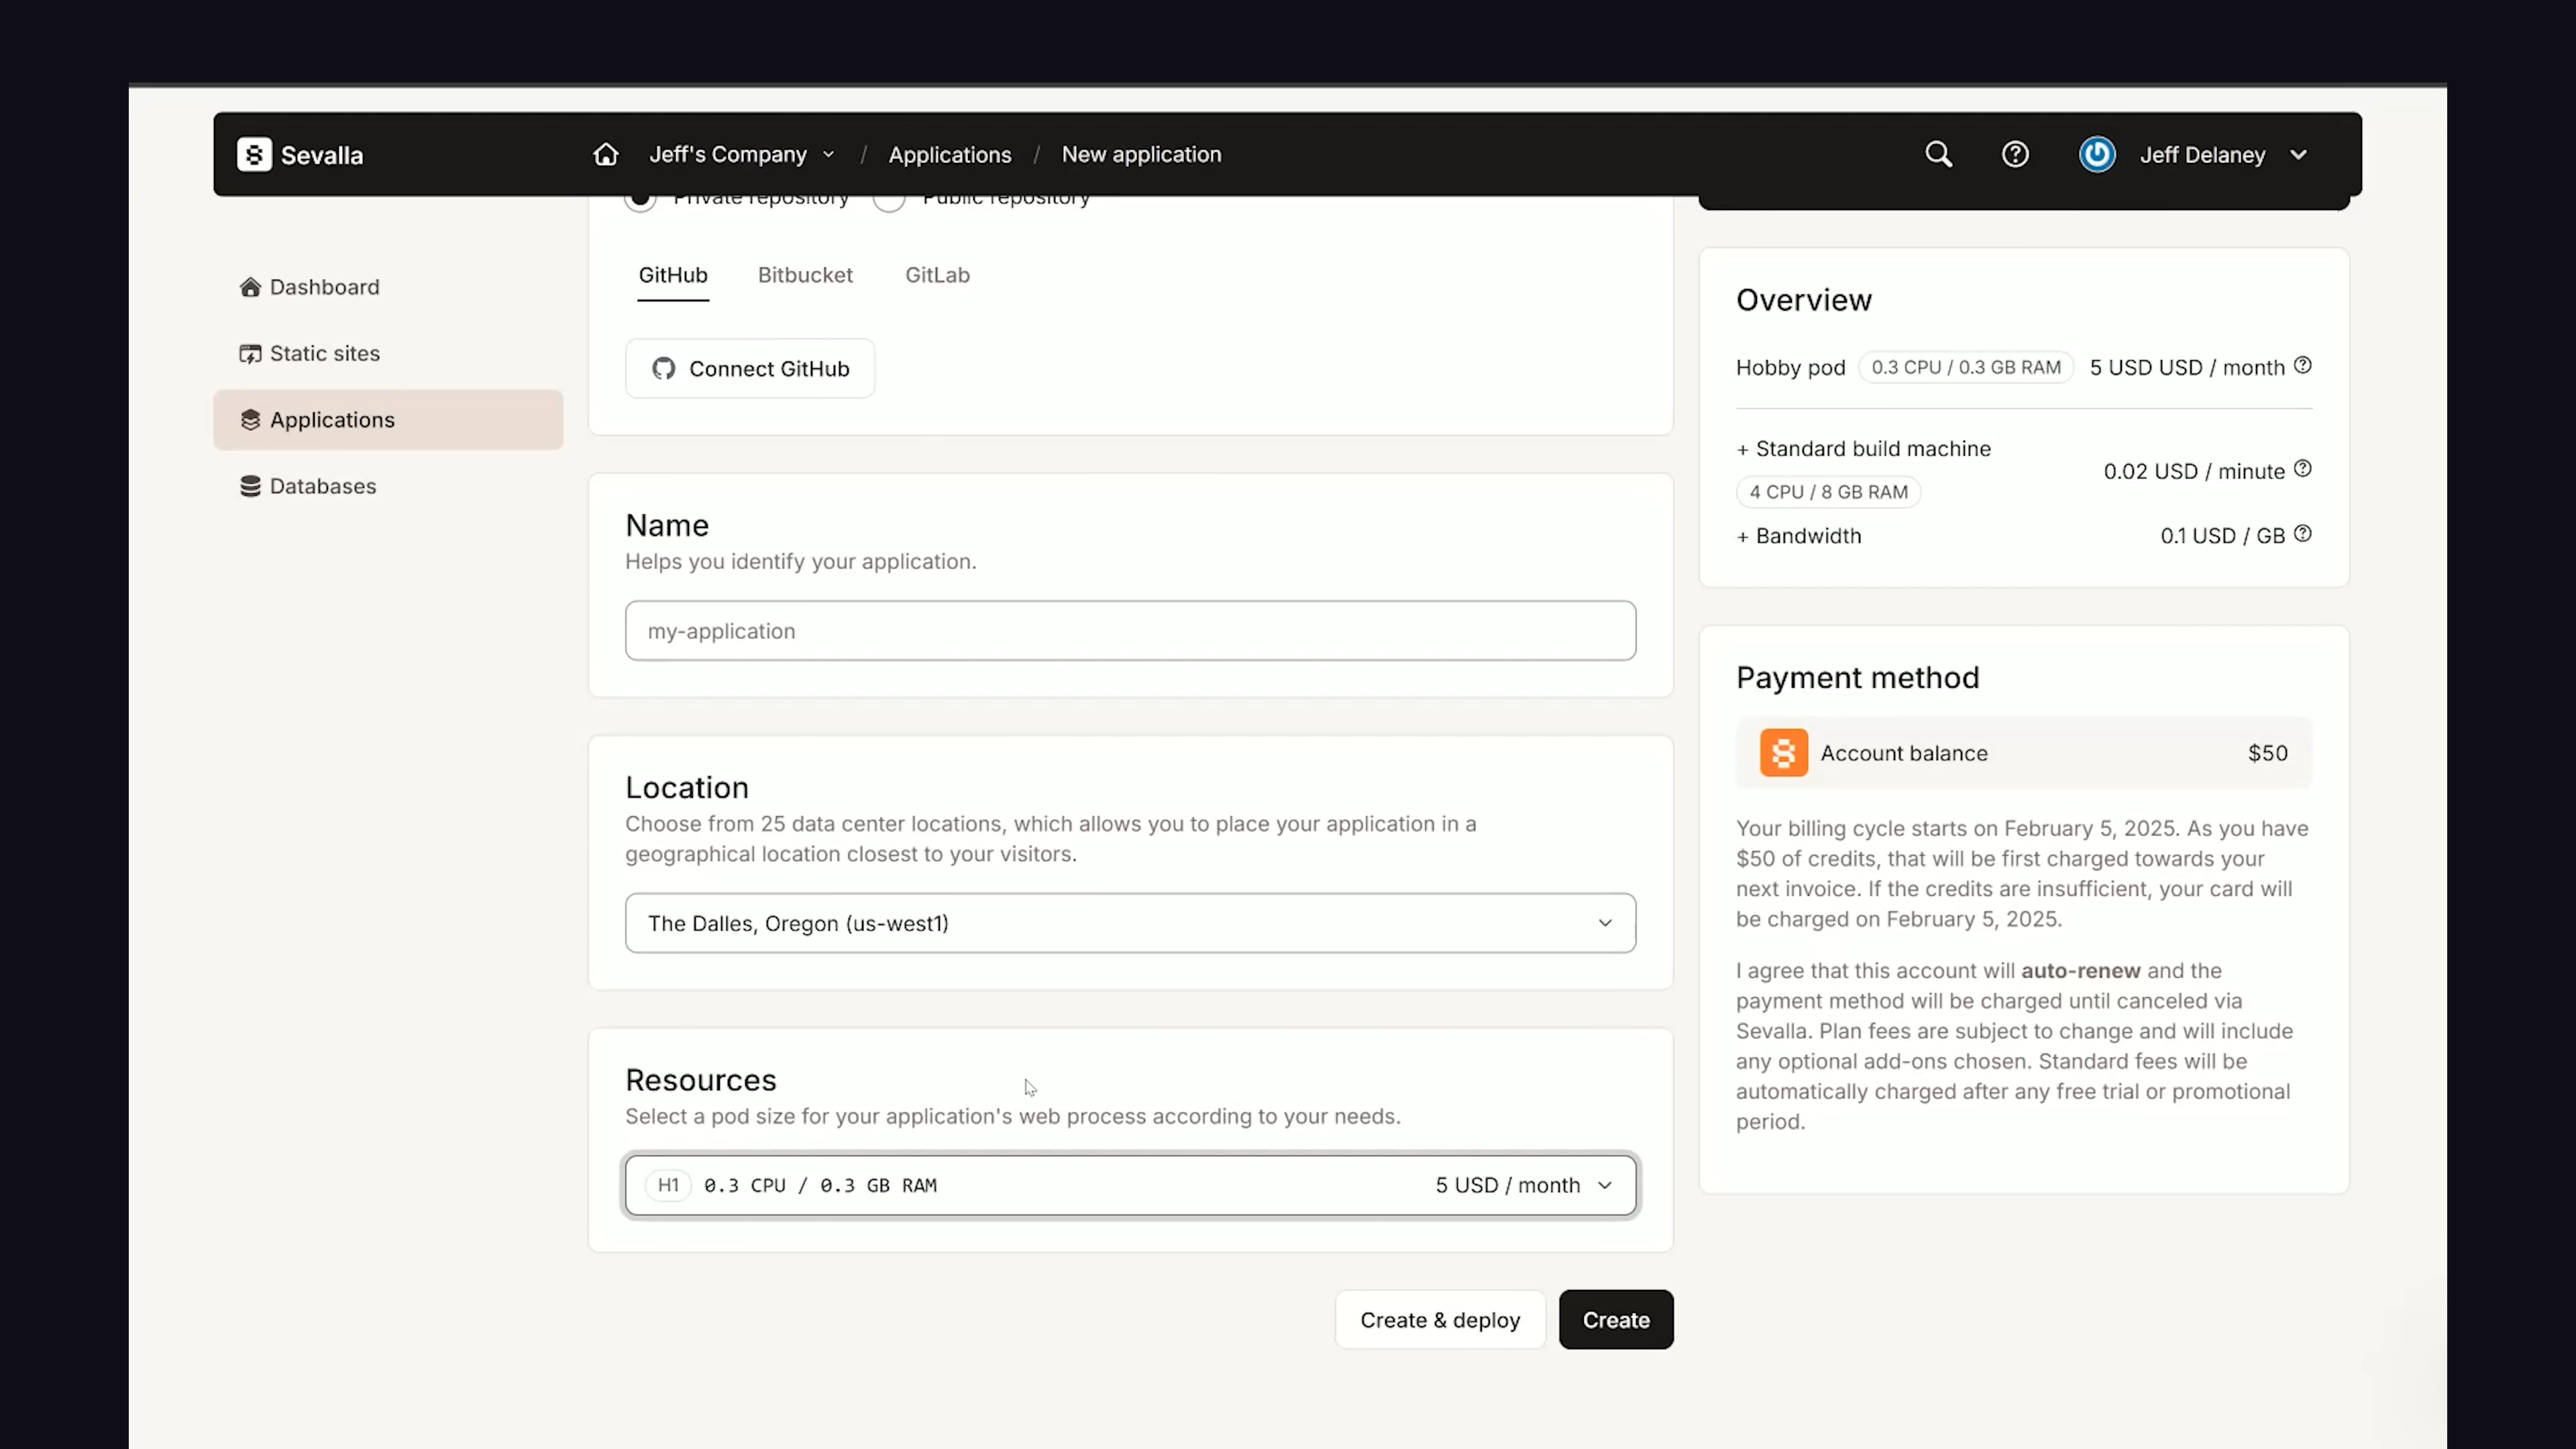 Sevalla
Jeff's Company / Applications / New application
Jeff Delaney
Dashboard
Static sites
Applications
Databases
Private repository Public repository
GitHub Bitbucket GitLab
Connect GitHub
Name
Helps you identify your application.
my-application
Location
Choose from 25 data center locations, which allows you to place your application in a
geographical location closest to your visitors.
The Dalles, Oregon (us-west1)
Resources
Select a pod size for your application's web process according to your needs.
H1 0.3 CPU / 0.3 GB RAM 5 USD / month
Create & deploy Create
Overview
Hobby pod 0.3 CPU / 0.3 GB RAM 5 USD USD / month
+ Standard build machine
4 CPU / 8 GB RAM
0.02 USD / minute
+ Bandwidth 0.1 USD / GB
Payment method
Account balance $50
Your billing cycle starts on February 5, 2025. As you have
$50 of credits, that will be first charged towards your
next invoice. If the credits are insufficient, your card will
be charged on February 5, 2025.
I agree that this account will auto-renew and the
payment method will be charged until canceled via
Sevalla. Plan fees are subject to change and will include
any optional add-ons chosen. Standard fees will be
automatically charged after any free trial or promotional
period.